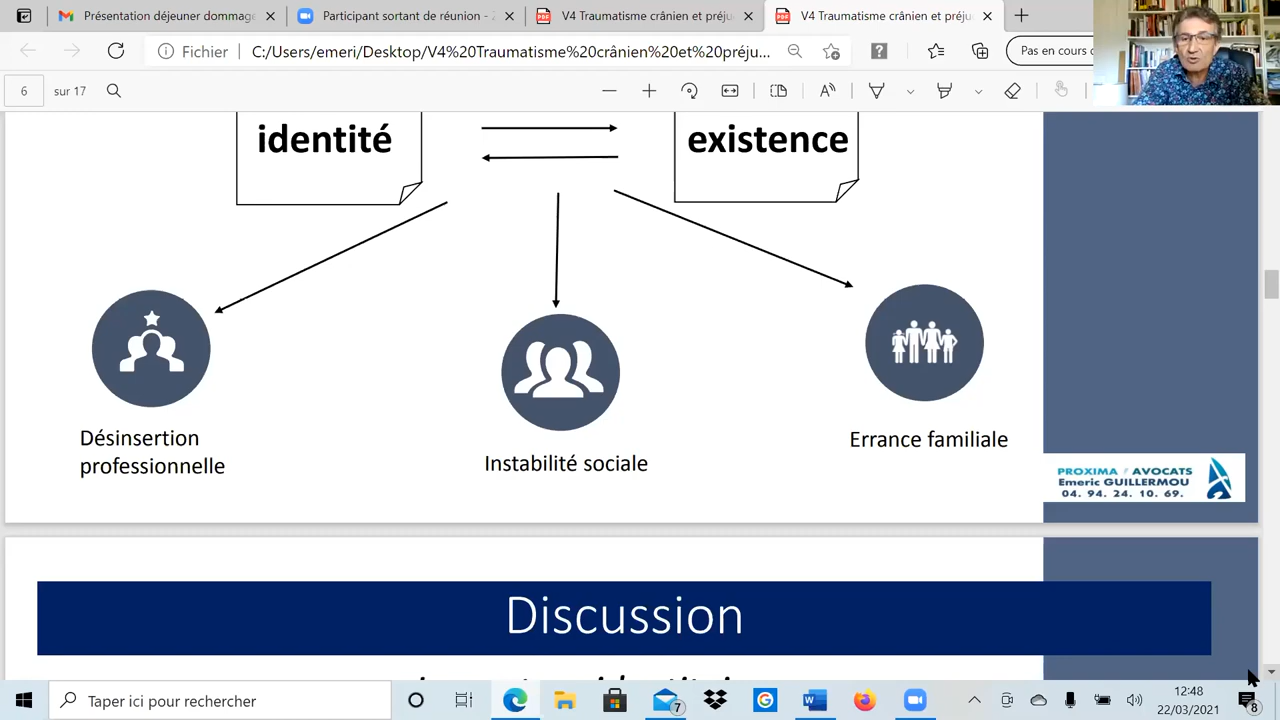 Présentation déjeuner dommage
Participant sortant de discussion - Z
V4 Traumatisme crânien et préju
V4 Traumatisme crânien et préju
Fichier
C:/Users/emeri/Desktop/V4%20Traumatisme%20crânien%20et%20préju...
Pas en cours d
6
sur 17
identité
existence
Désinsertion
professionnelle
Instabilité sociale
Errance familiale
PROXIMA AVOCATS
Emeric GUILLERMOU
04. 94. 24. 10. 69.
Discussion
Taper ici pour rechercher
7
12:48
22/03/2021
8